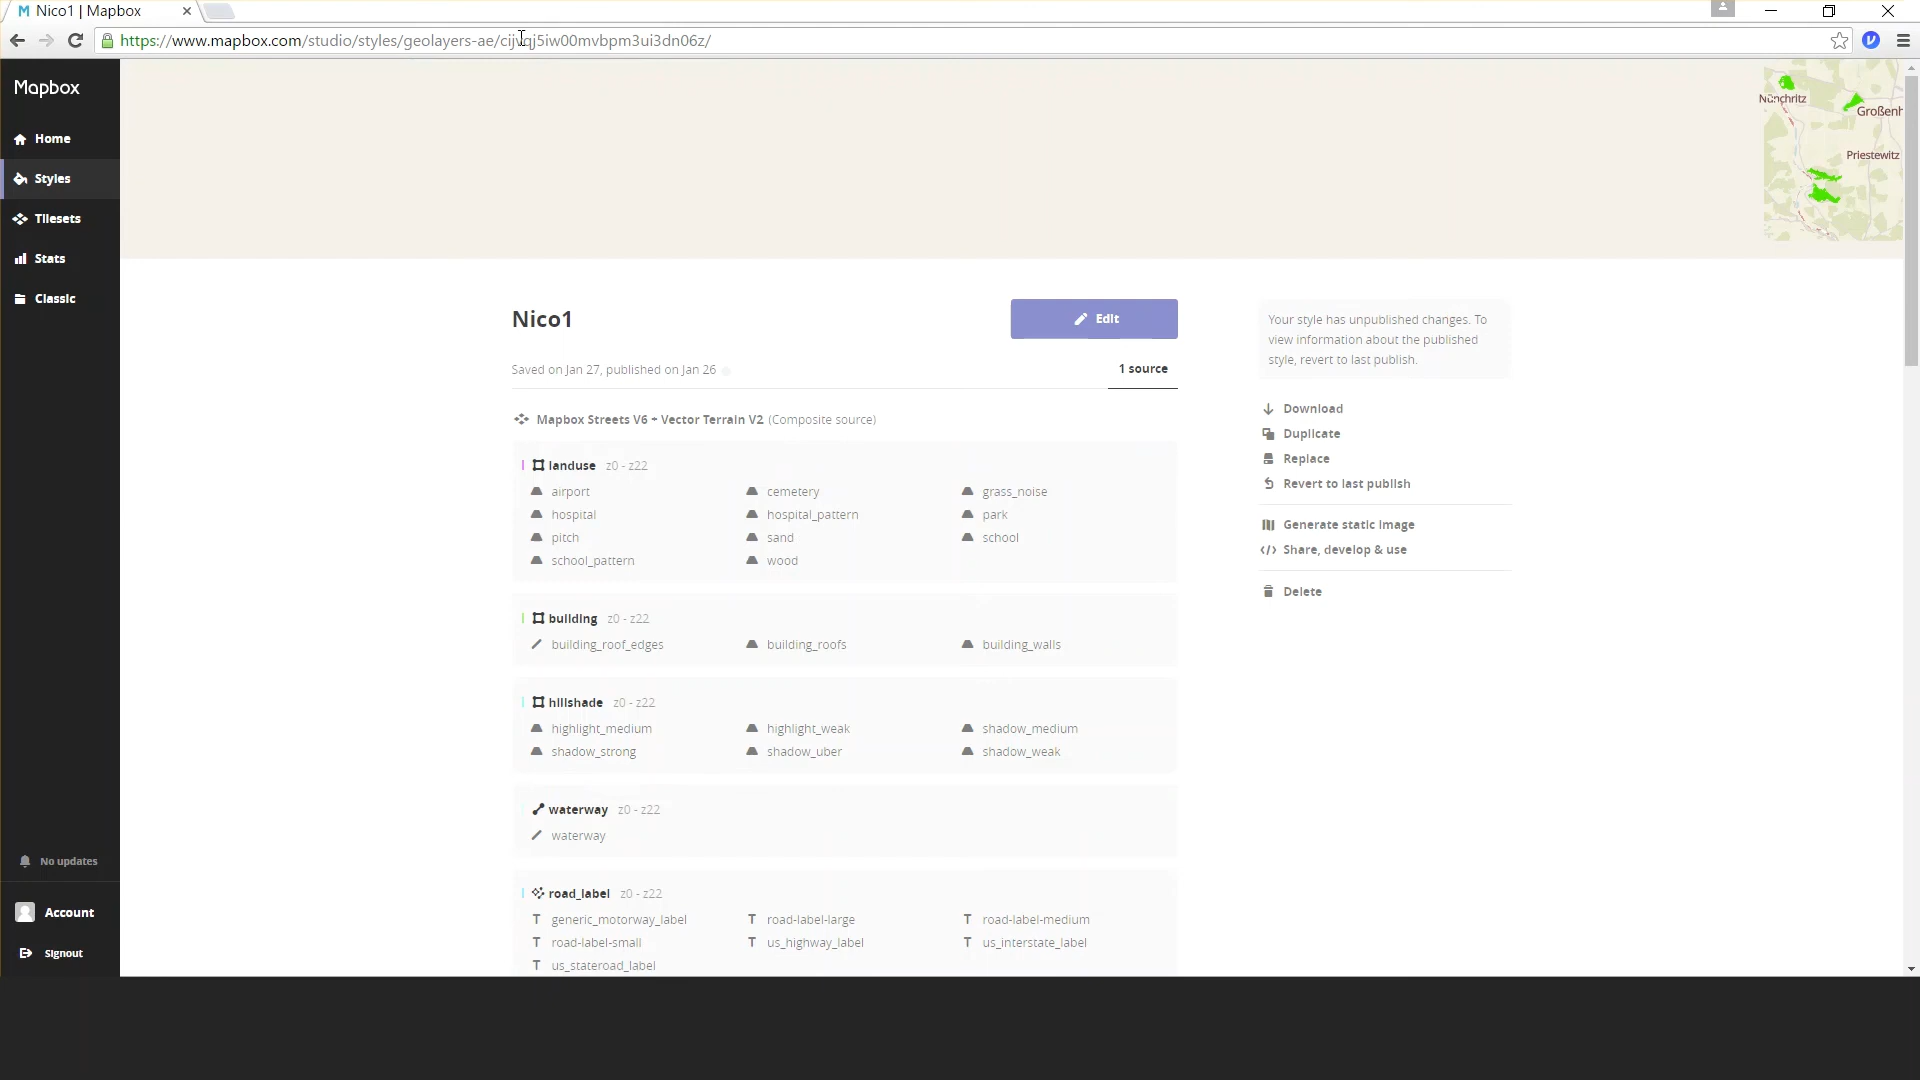 Nico1 | Mapbox
https://www.mapbox.com/studio/styles/geolayers-ae/cijvqj5iw00mvbpm3ui3dn06z/
Mapbox
Home
Styles
Tilesets
Stats
Classic
No updates
Account
Signout
Nünchritz
Großenh
Priestewitz
Nico1
Edit
Saved on Jan 27, published on Jan 26
1 source
Mapbox Streets V6 + Vector Terrain V2 (Composite source)
landuse z0 - z22
airport cemetery grass_noise
hospital hospital_pattern park
pitch sand school
school_pattern wood
building z0 - z22
building_roof_edges building_roofs building_walls
hillshade z0 - z22
highlight_medium highlight_weak shadow_medium
shadow_strong shadow_uber shadow_weak
waterway z0 - z22
waterway
road_label z0 - z22
generic_motorway_label road-label-large road-label-medium
road-label-small us_highway_label us_interstate_label
us_stateroad_label
Your style has unpublished changes. To
view information about the published
style, revert to last publish.
Download
Duplicate
Replace
Revert to last publish
Generate static image
Share, develop & use
Delete